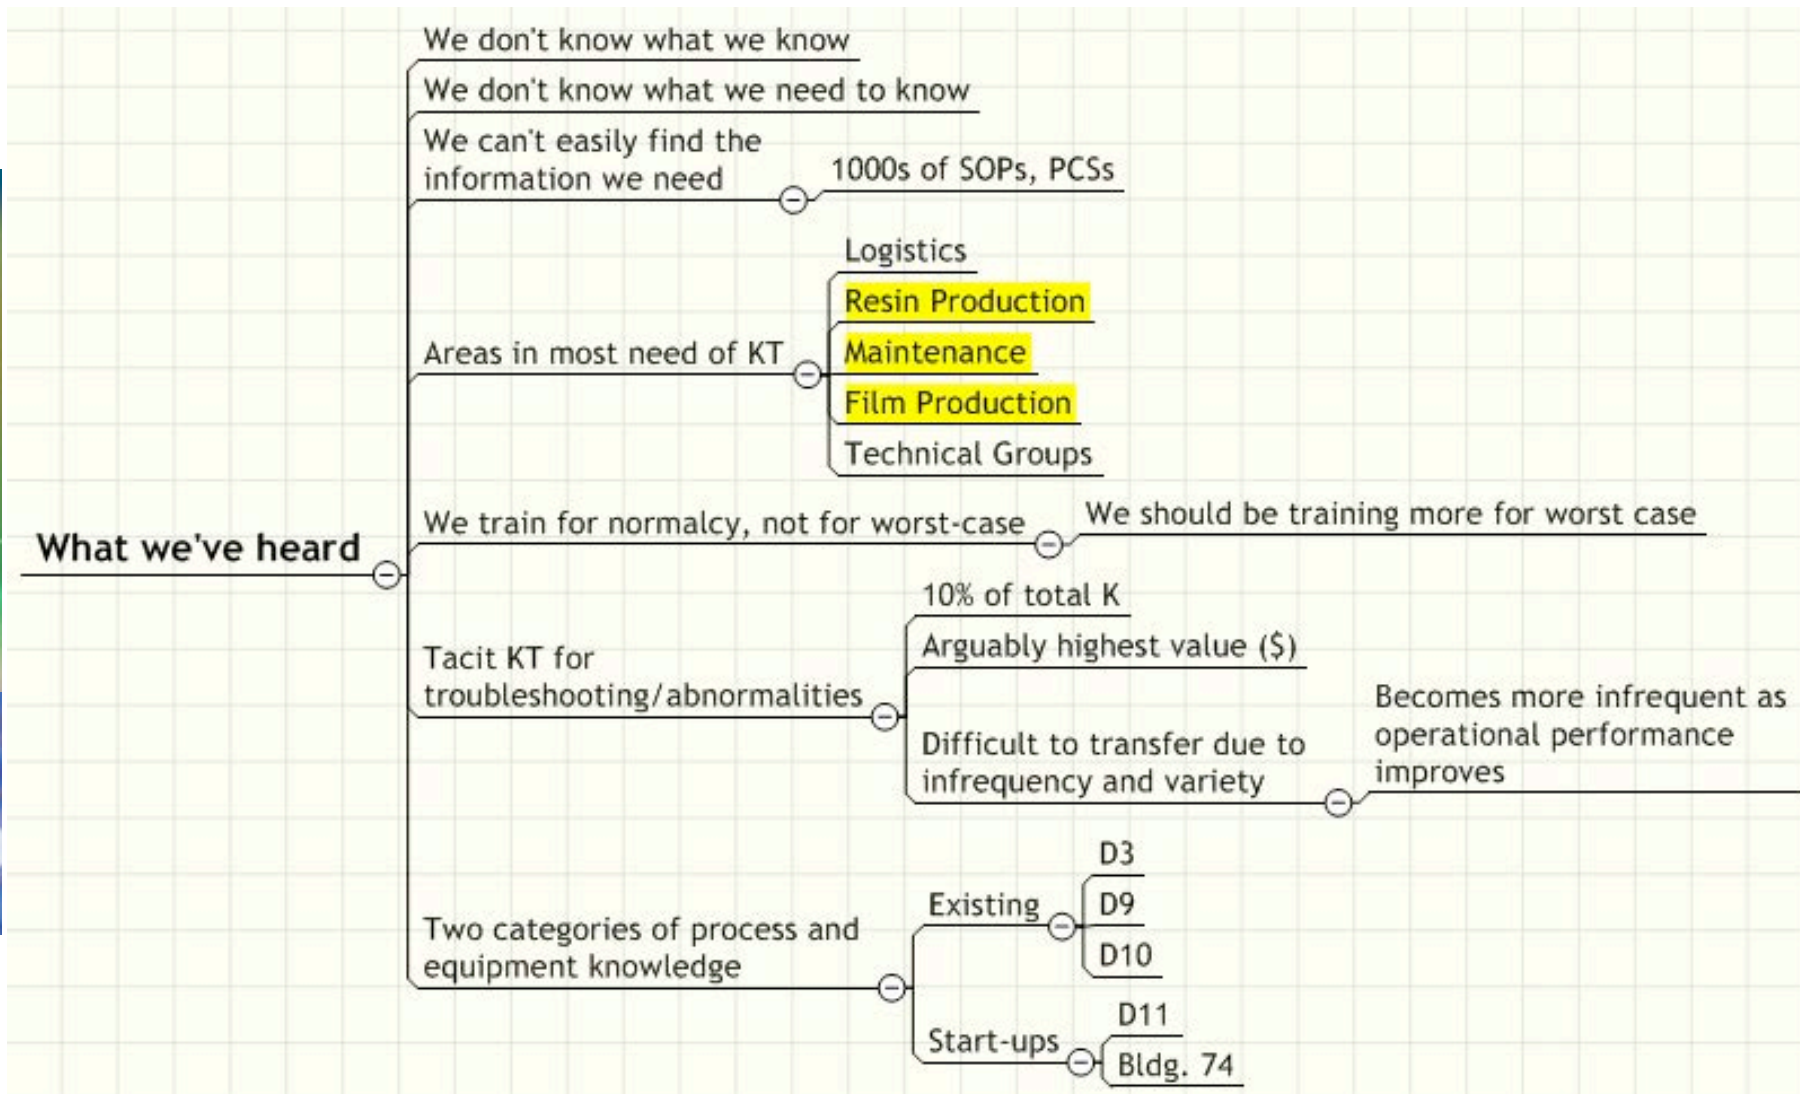 We don't know what we know
We don't know what we need to know
We can't easily find the
information we need
1000s of SOPs, PCSs
Areas in most need of KT
Logistics
Resin Production
Maintenance
Film Production
Technical Groups
What we've heard
We train for normalcy, not for worst-case
We should be training more for worst case
Tacit KT for
troubleshooting/abnormalities
10% of total K
Arguably highest value ($)
Difficult to transfer due to
infrequency and variety
Becomes more infrequent as
operational performance
improves
Two categories of process and
equipment knowledge
Existing
D3
D9
D10
Start-ups
D11
Bldg. 74